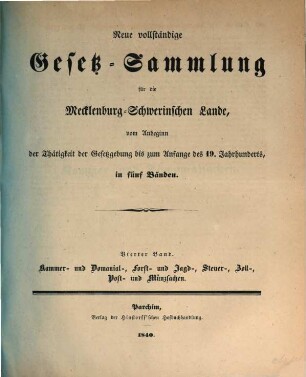 Neue vollständige
Gesetz-Sammlung
für die
Mecklenburg-Schwerinschen Lande,
vom Anbeginn
der Thätigkeit der Gesetzgebung bis zum Anfange des 19. Jahrhunderts,
in fünf Bänden.
Vierter Band.
Kammer- und Domanial-, Forst- und Jagd-, Steuer-, Zoll-,
Post- und Münzsachen.
Parchim,
Verlag der Hinstorff'schen Hofbuchhandlung.
1840.